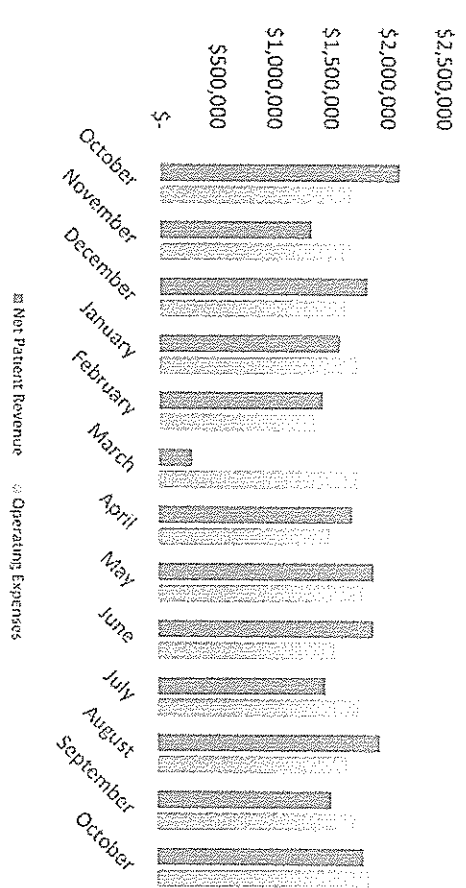 $2,500,000
$2,000,000
$1,500,000
$1,000,000
$500,000
$-
October
November
December
January
February
March
April
May
June
July
August
September
October
Net Patient Revenue
Operating Expenses